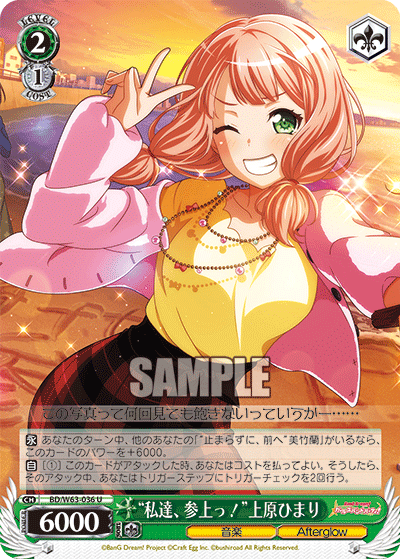 LEVEL
2
1
COST
SAMPLE
この写真って何回見ても飽きないっていうか――……
永 あなたのターン中、他のあなたの「“止まらずに、前へ”美竹蘭」がいるなら、
このカードのパワーを+6000。
自 [(1)] このカードがアタックした時、あなたはコストを払ってよい。そうしたら、
そのアタック中、あなたはトリガーステップにトリガーチェックを2回行う。
CH BD/W63-036 U
POWER
6000
“私達、参上っ！”上原ひまり
音楽
Afterglow
©BanG Dream! Project ©Craft Egg Inc. ©bushiroad All Rights Reserved.